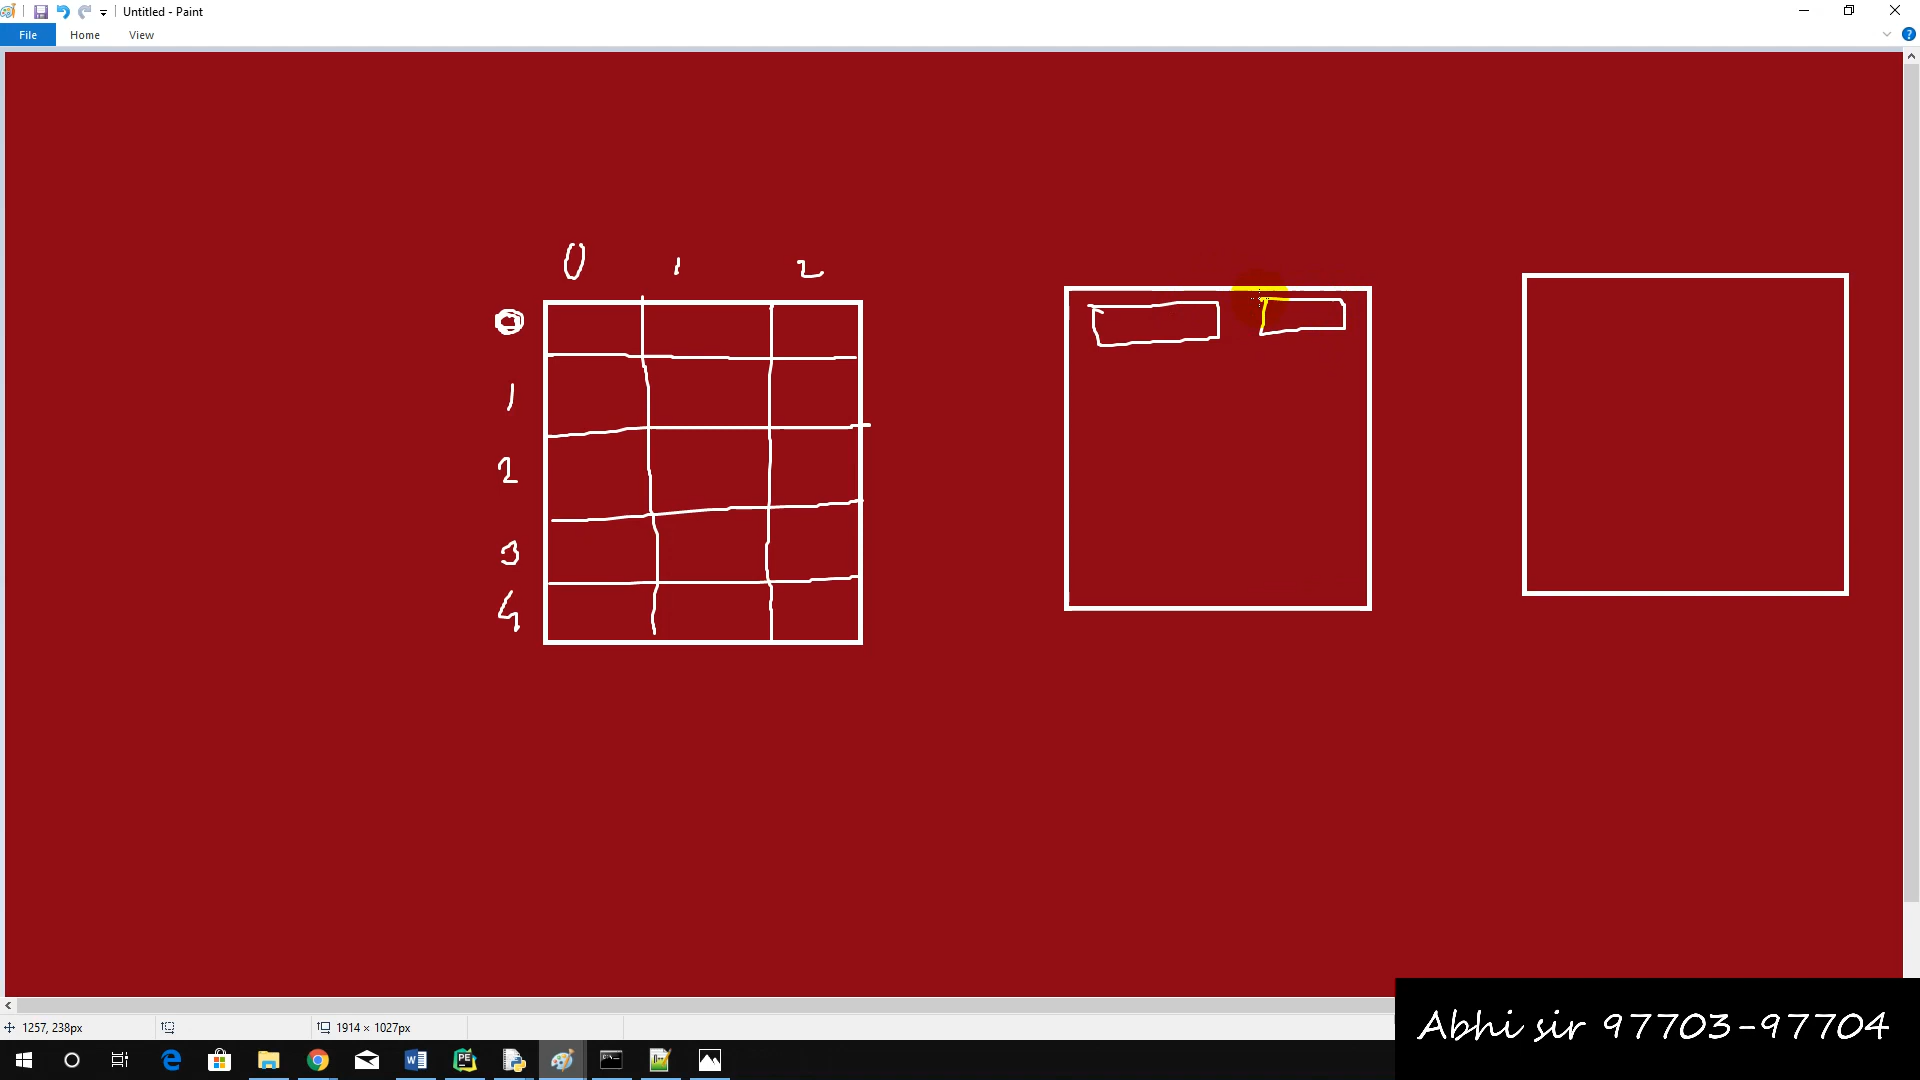 Untitled - Paint
File Home View
0 1 2
0
1
2
3
4
1257, 238px
1914 × 1027px
Abhi sir 97703-97704